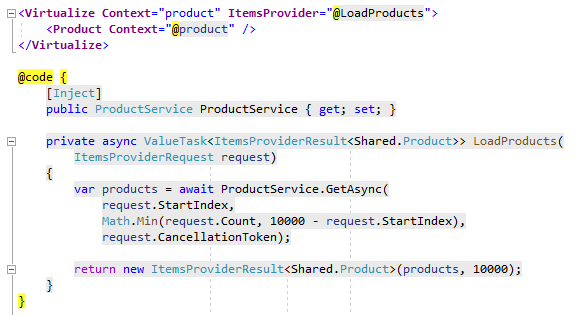 <Virtualize Context="product" ItemsProvider="@LoadProducts">
    <Product Context="@product" />
</Virtualize>
@code {
    [Inject]
    public ProductService ProductService { get; set; }
    private async ValueTask<ItemsProviderResult<Shared.Product>> LoadProducts(
        ItemsProviderRequest request)
    {
        var products = await ProductService.GetAsync(
            request.StartIndex,
            Math.Min(request.Count, 10000 - request.StartIndex),
            request.CancellationToken);
        return new ItemsProviderResult<Shared.Product>(products, 10000);
    }
}